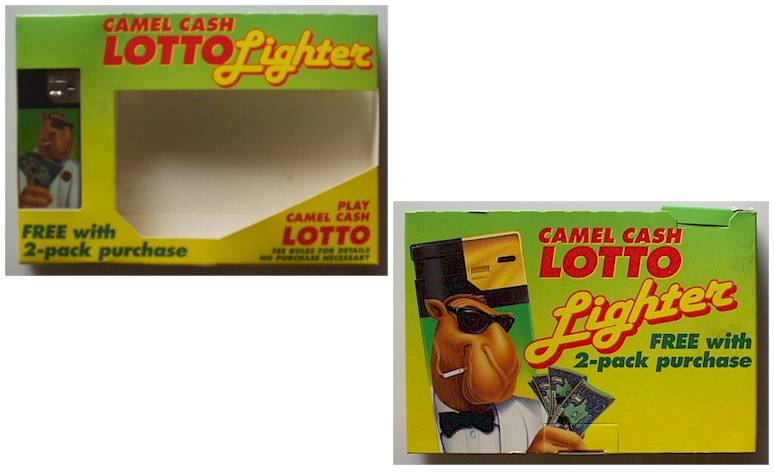 CAMEL CASH
LOTTO Lighter
FREE with
2-pack purchase
PLAY
CAMEL CASH
LOTTO
SEE RULES FOR DETAILS
NO PURCHASE NECESSARY
CAMEL CASH
LOTTO
Lighter
FREE with
2-pack purchase